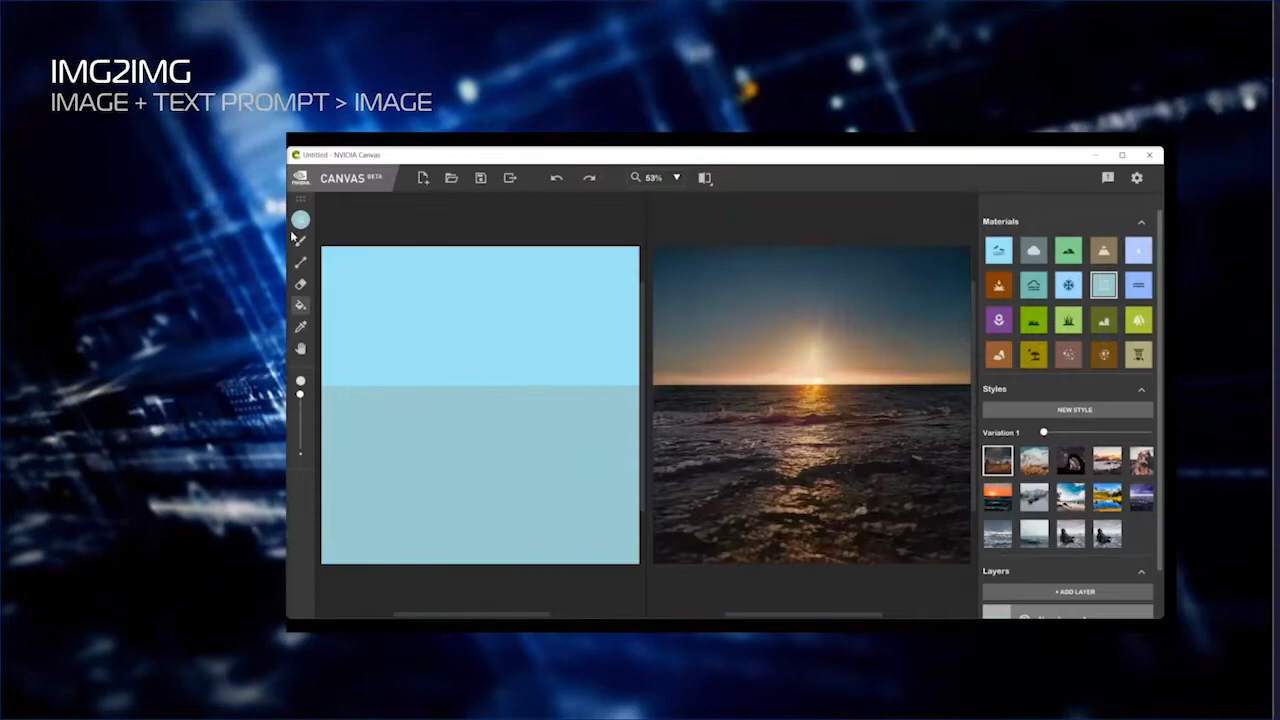 IMG2IMG
IMAGE + TEXT PROMPT > IMAGE
Untitled - NVIDIA Canvas
NVIDIA.
CANVAS BETA
53%
Materials
Styles
NEW STYLE
Variation 1
Layers
+ ADD LAYER